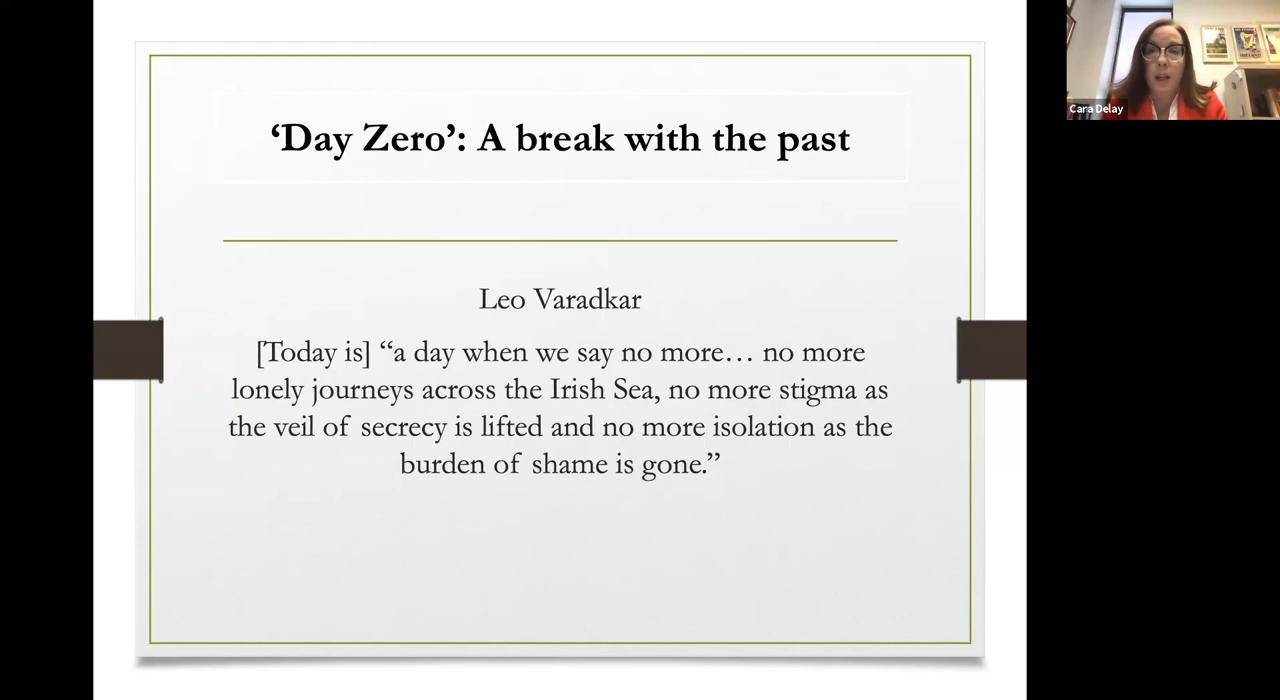 ‘Day Zero’: A break with the past
Leo Varadkar
[Today is] “a day when we say no more… no more
lonely journeys across the Irish Sea, no more stigma as
the veil of secrecy is lifted and no more isolation as the
burden of shame is gone.”
Cara Delay